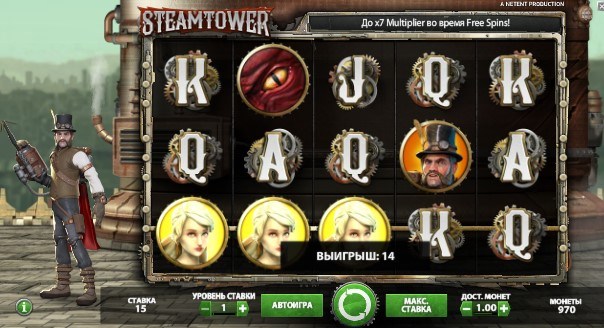 A NETENT PRODUCTION
STEAMTOWER
До x7 Multiplier во время Free Spins!
K J Q K
Q A Q A
K Q
ВЫИГРЫШ: 14
СТАВКА
15
УРОВЕНЬ СТАВКИ
- 1 +
АВТОИГРА
МАКС.
СТАВКА
ДОСТ. МОНЕТ
- 1.00 +
МОНЕТЫ
970